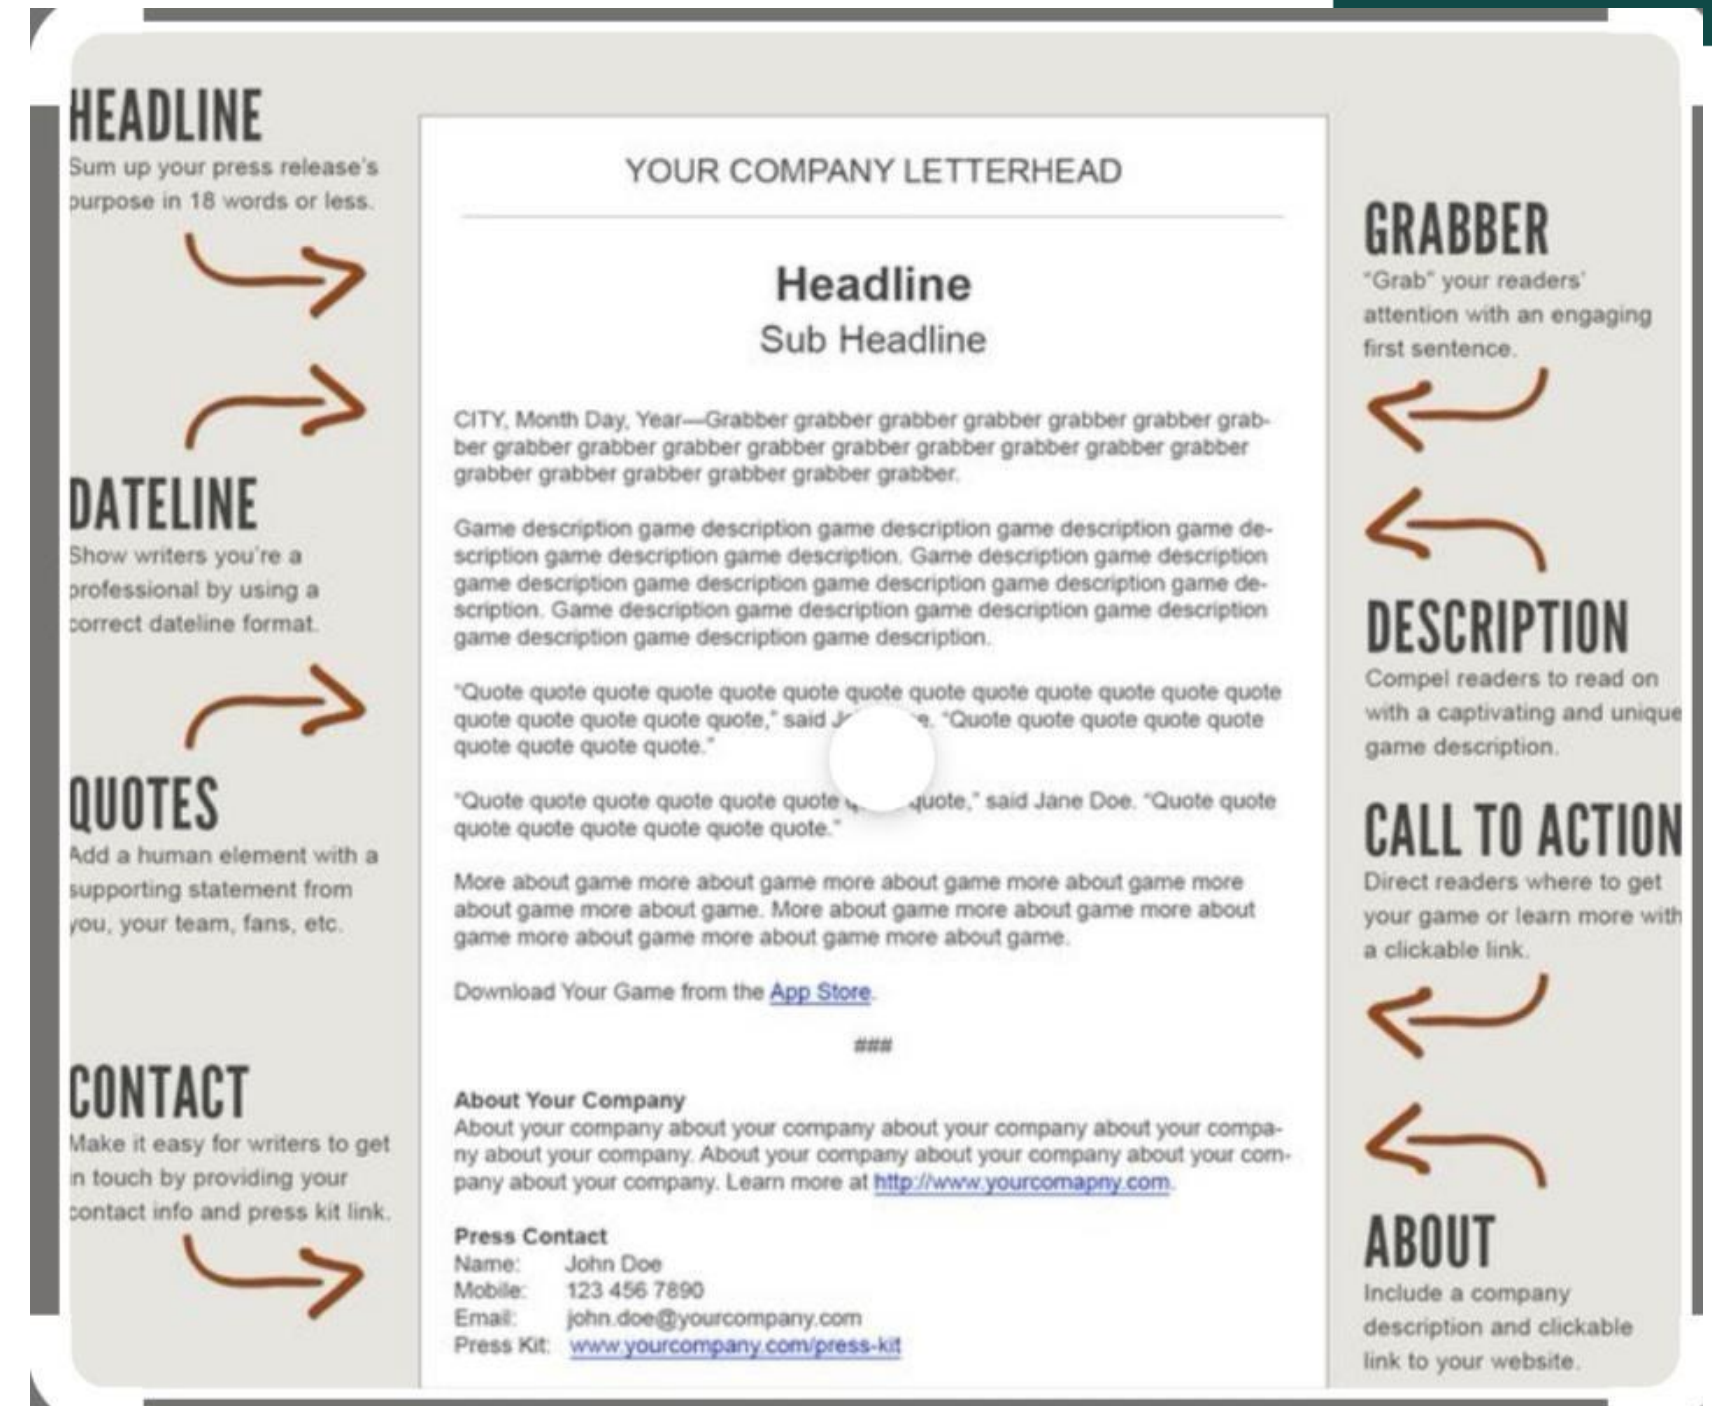 HEADLINE
Sum up your press release's
purpose in 18 words or less.
DATELINE
Show writers you're a
professional by using a
correct dateline format.
QUOTES
Add a human element with a
supporting statement from
you, your team, fans, etc.
CONTACT
Make it easy for writers to get
in touch by providing your
contact info and press kit link.
YOUR COMPANY LETTERHEAD
Headline
Sub Headline
CITY, Month Day, Year—Grabber grabber grabber grabber grabber grabber grab-
ber grabber grabber grabber grabber grabber grabber grabber grabber grabber
grabber grabber grabber grabber grabber grabber.
Game description game description game description game description game de-
scription game description game description. Game description game description
game description game description game description game description game de-
scription. Game description game description game description game description
game description game description game description.
"Quote quote quote quote quote quote quote quote quote quote quote quote quote
quote quote quote quote quote," said "Quote quote quote quote quote
quote quote quote quote."
"Quote quote quote quote quote quote quote," said Jane Doe. "Quote quote
quote quote quote quote quote quote."
More about game more about game more about game more about game more
about game more about game. More about game more about game more about
game more about game more about game more about game.
Download Your Game from the App Store.
###
About Your Company
About your company about your company about your company about your compa-
ny about your company. About your company about your company about your com-
pany about your company. Learn more at http://www.yourcomapny.com.
Press Contact
Name: John Doe
Mobile: 123 456 7890
Email: john.doe@yourcompany.com
Press Kit: www.yourcompany.com/press-kit
GRABBER
"Grab" your readers'
attention with an engaging
first sentence.
DESCRIPTION
Compel readers to read on
with a captivating and unique
game description.
CALL TO ACTION
Direct readers where to get
your game or learn more with
a clickable link.
ABOUT
Include a company
description and clickable
link to your website.